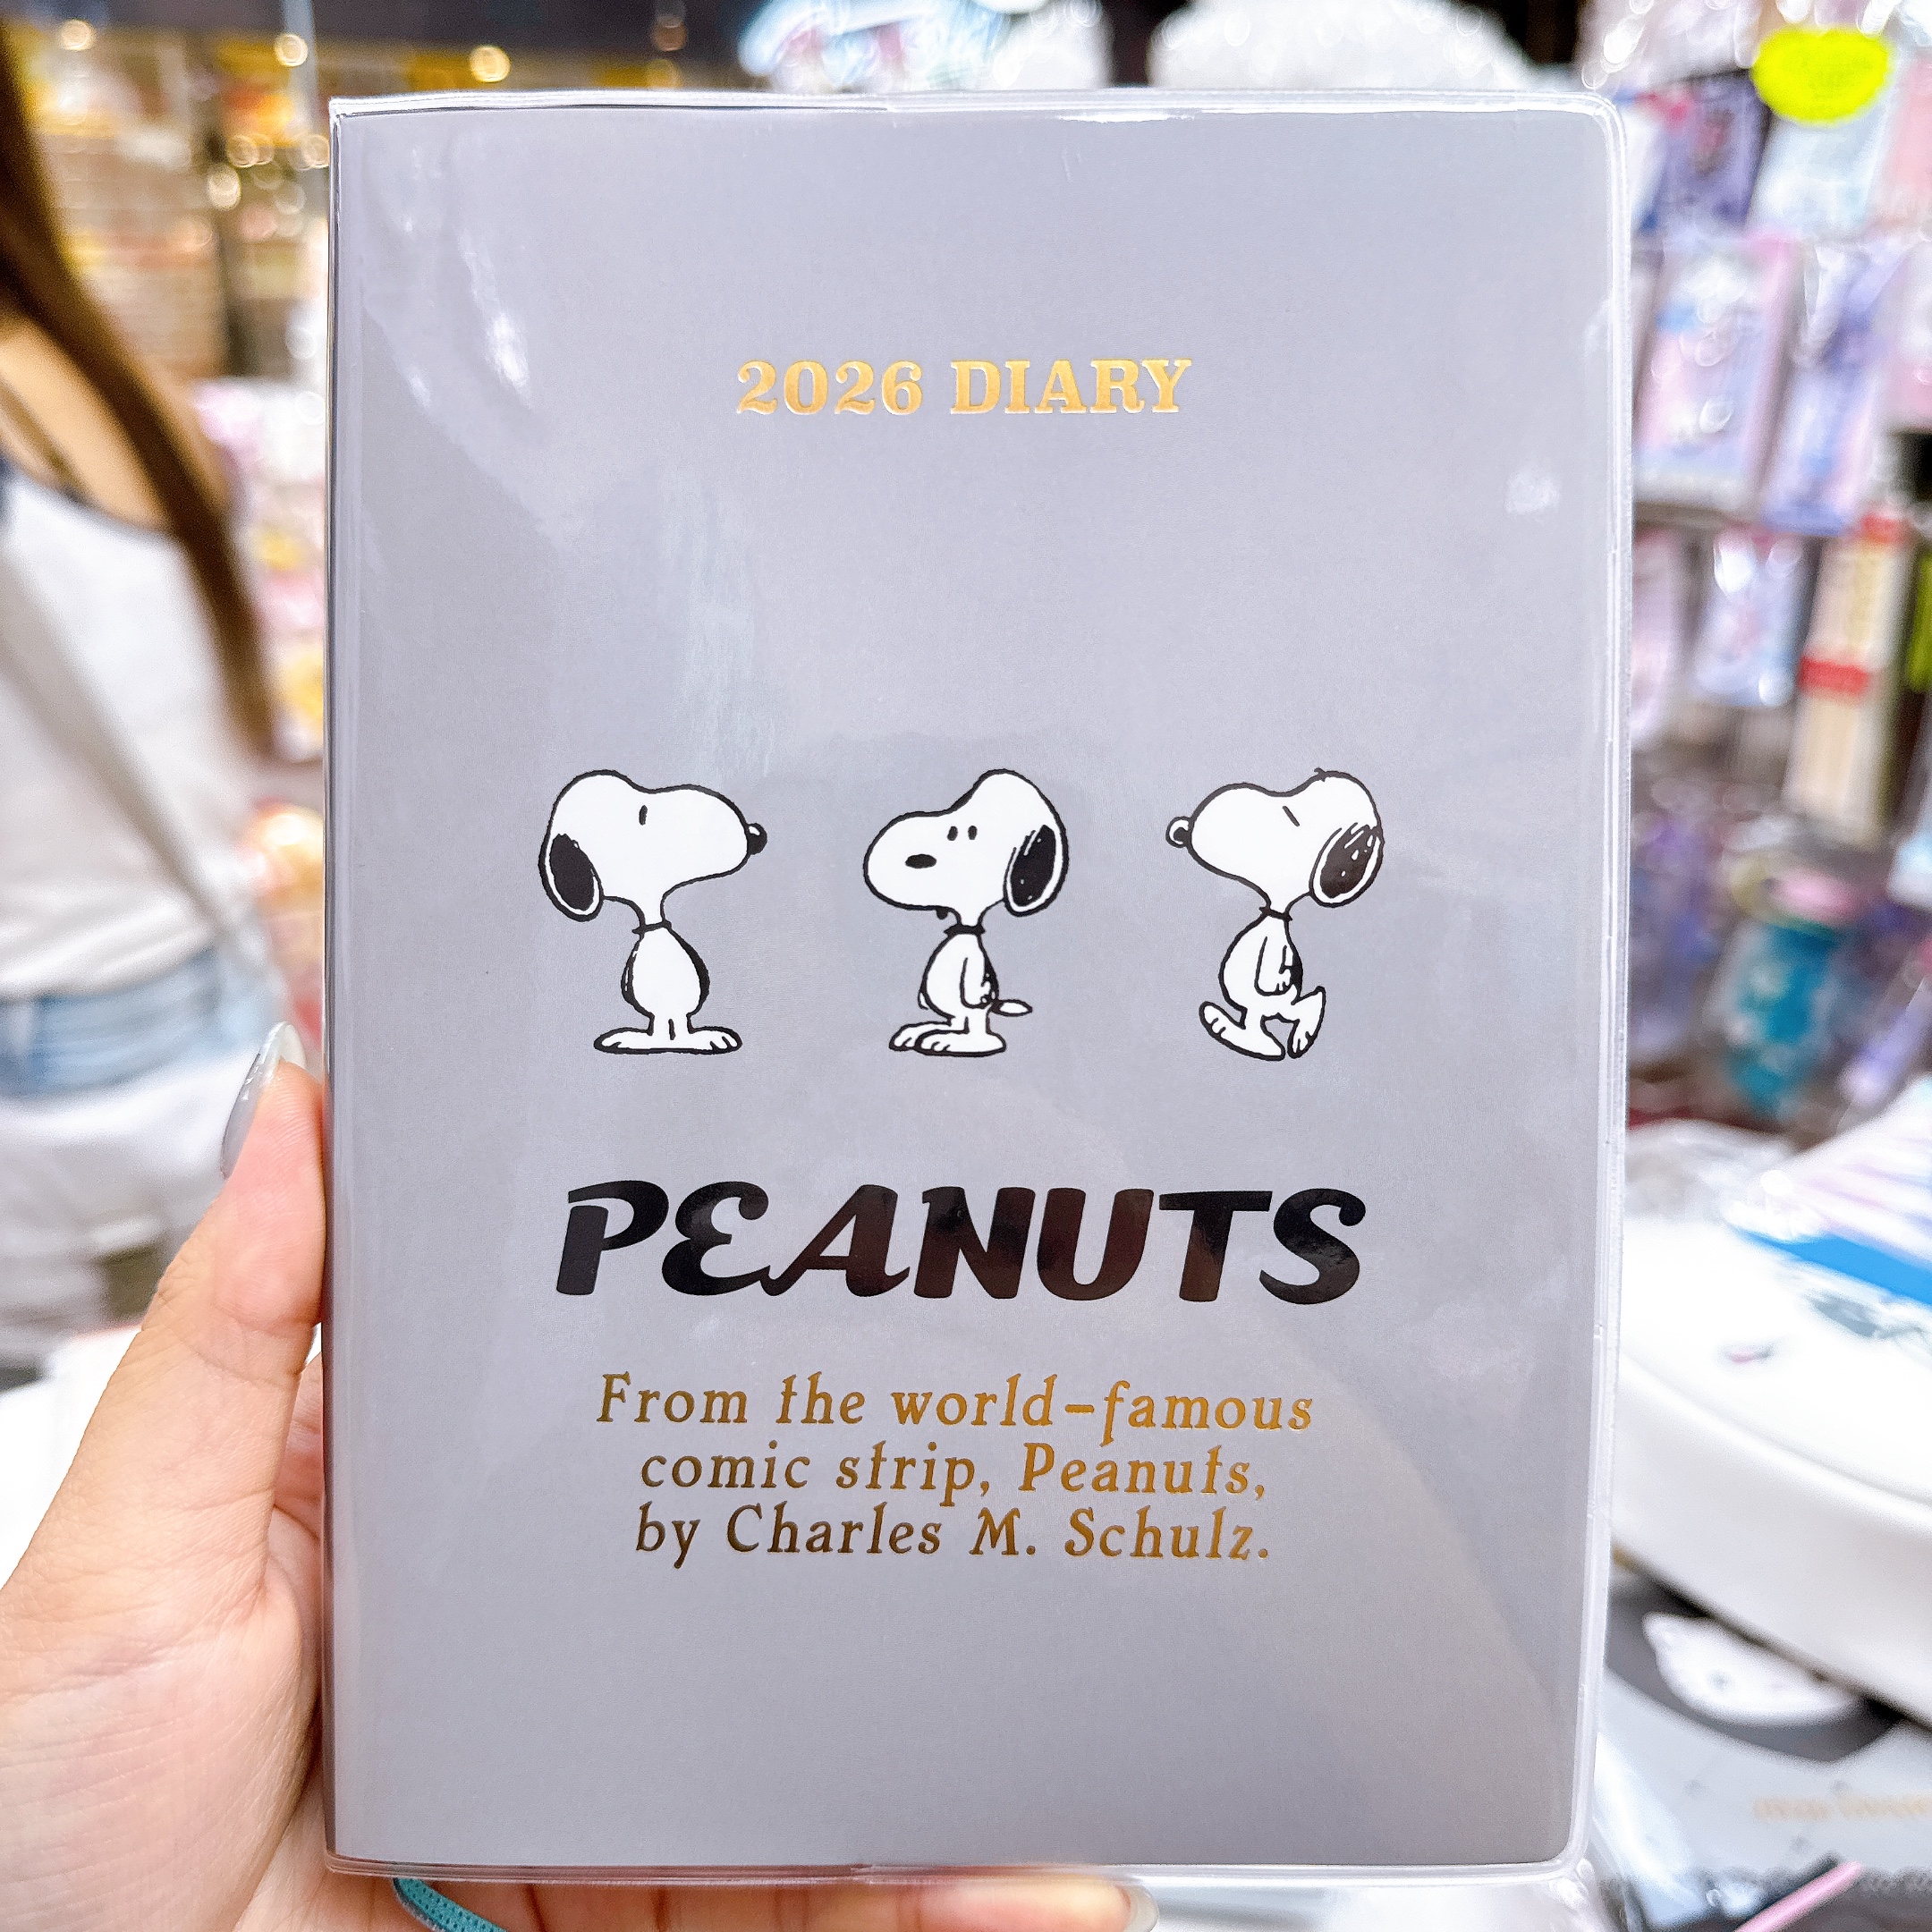 2026 DIARY
PEANUTS
From the world-famous
comic strip, Peanuts,
by Charles M. Schulz.